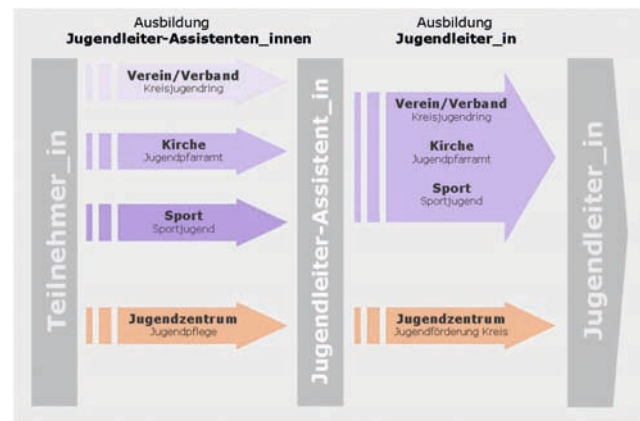 Ausbildung
Jugendleiter-Assistenten_innen
Ausbildung
Jugendleiter_in
Teilnehmer_in
Verein/Verband
Kreisjugendring
Kirche
Jugendpfarramt
Sport
Sportjugend
Jugendzentrum
Jugendpflege
Jugendleiter-Assistent_in
Verein/Verband
Kreisjugendring
Kirche
Jugendpfarramt
Sport
Sportjugend
Jugendzentrum
Jugendförderung Kreis
Jugendleiter_in